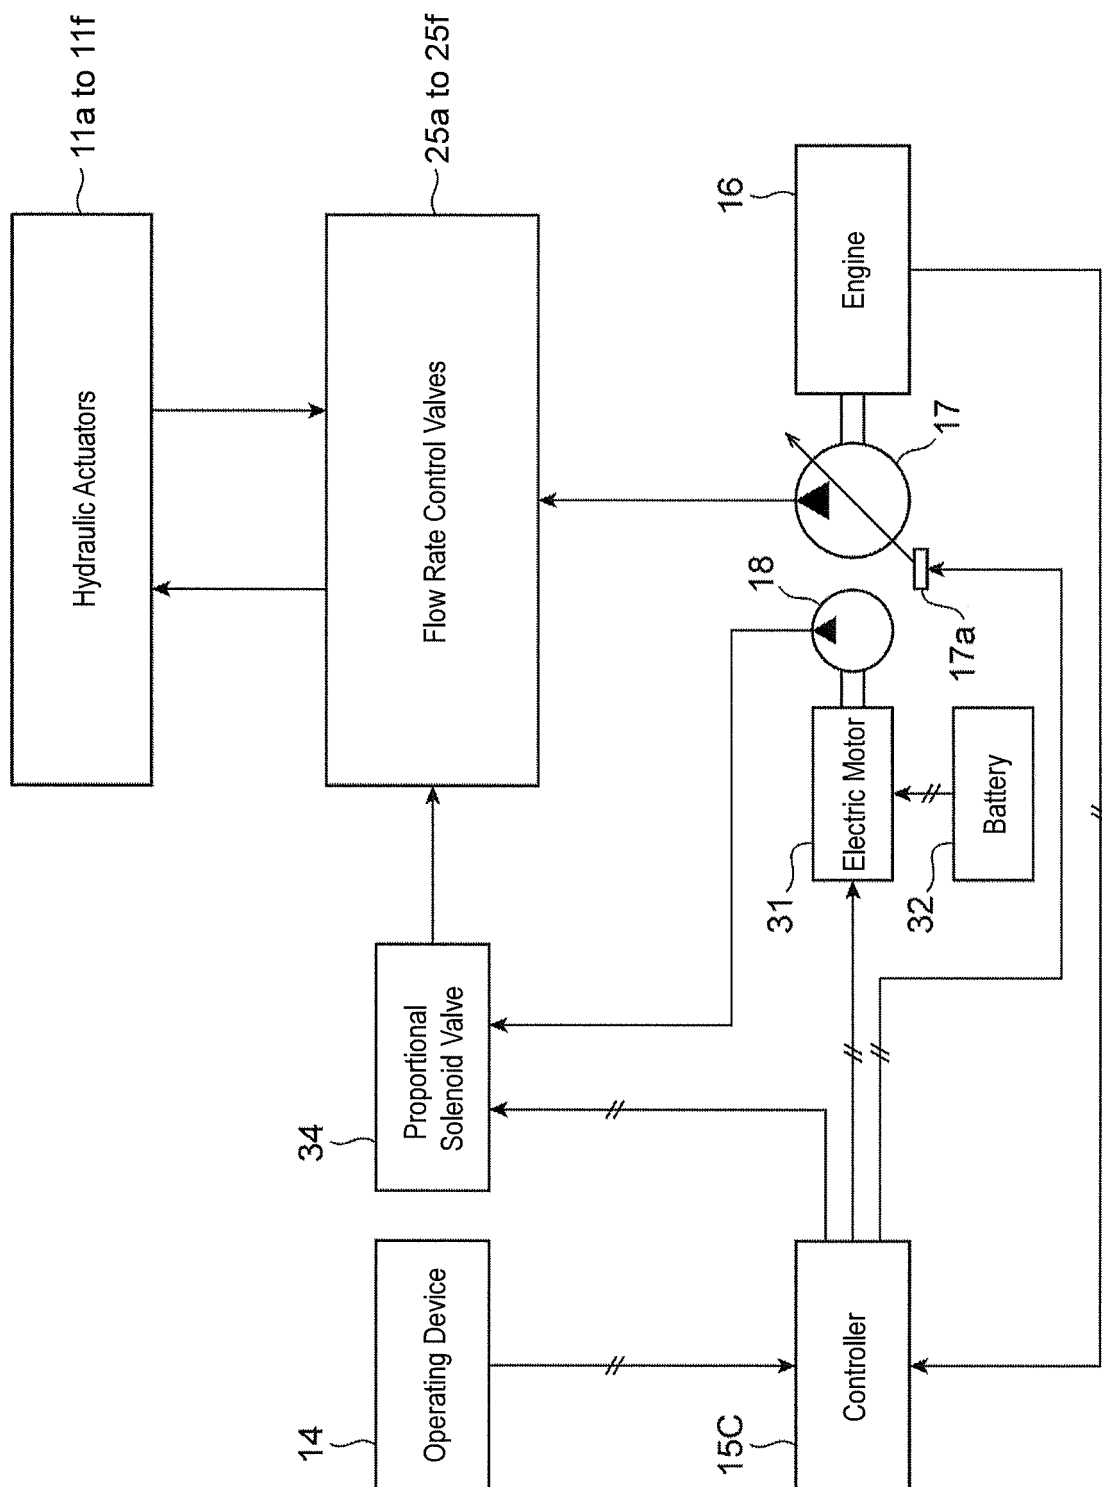 11a to 11f
Hydraulic Actuators
25a to 25f
Flow Rate Control Valves
34
Proportional
Solenoid Valve
14
Operating Device
16
Engine
17
17a
18
31
Electric Motor
32
Battery
15C
Controller